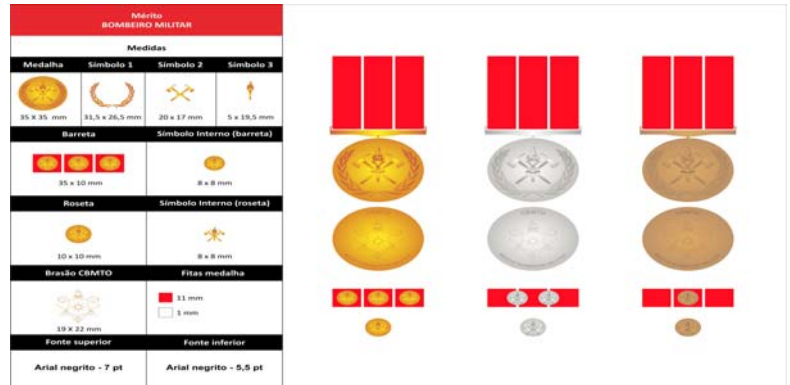 Mérito
BOMBEIRO MILITAR
Medidas
Medalha Símbolo 1 Símbolo 2 Símbolo 3
35 X 35 mm 31,5 x 26,5 mm 20 x 17 mm 5 x 19,5 mm
Barreta Símbolo Interno (barreta)
35 x 10 mm 8 x 8 mm
Roseta Símbolo Interno (roseta)
10 x 10 mm 8 x 8 mm
Brasão CBMTO Fitas medalha
11 mm
1 mm
19 X 22 mm
Fonte superior Fonte inferior
Arial negrito - 7 pt Arial negrito - 5,5 pt
CBMTO